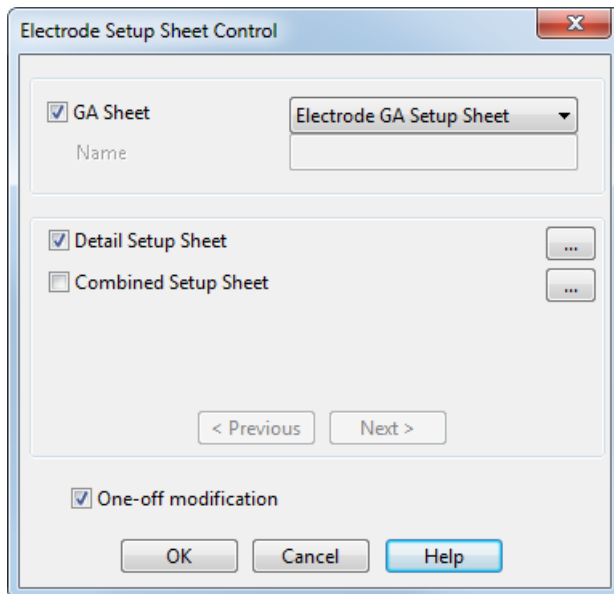 Electrode Setup Sheet Control
GA Sheet
Electrode GA Setup Sheet
Name
Detail Setup Sheet
...
Combined Setup Sheet
...
< Previous
Next >
One-off modification
OK
Cancel
Help